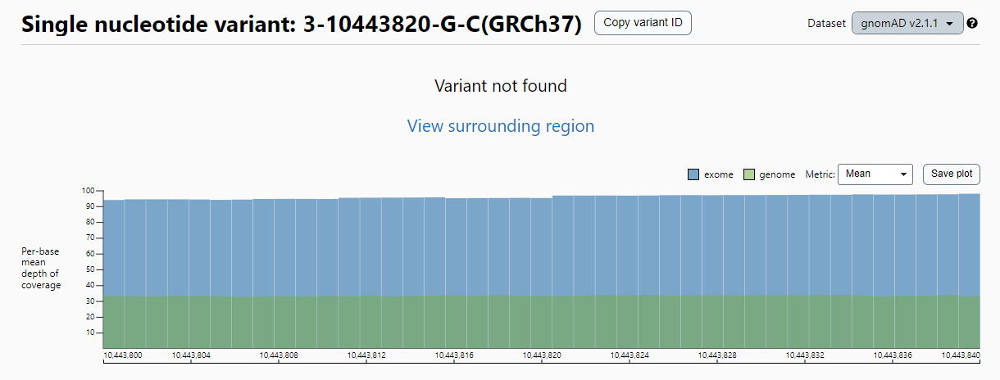 Single nucleotide variant: 3-10443820-G-C(GRCh37) Copy variant ID Dataset gnomAD v2.1.1 ?
Variant not found
View surrounding region
exome genome Metric: Mean Save plot
100
90
80
70
60
50
40
30
20
10
Per-base
mean
depth of
coverage
10,443,800 10,443,804 10,443,808 10,443,812 10,443,816 10,443,820 10,443,824 10,443,828 10,443,832 10,443,836 10,443,840